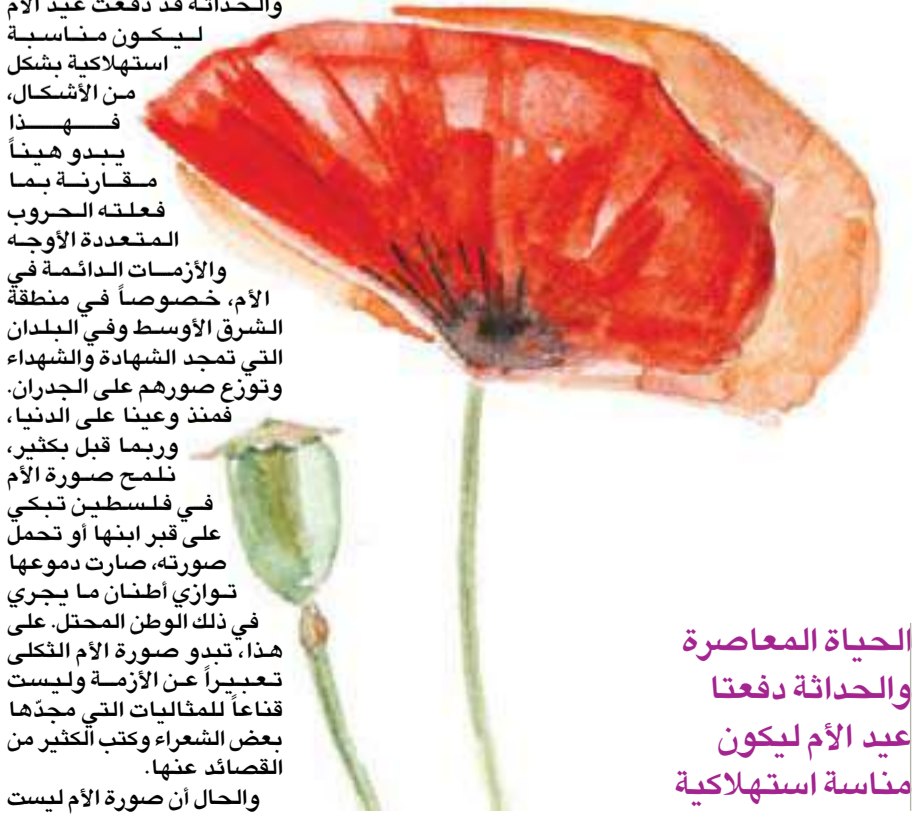 والحداثة قد دفعت عيد الأم
ليكون مناسبة
استهلاكية بشكل
من الأشكال،
فهذا
يبدو هيناً
مقارنة بما
فعلته الحروب
المتعددة الأوجه
والأزمات الدائمة في
الأم، خصوصاً في منطقة
الشرق الأوسط وفي البلدان
التي تمجد الشهادة والشهداء
وتوزع صورهم على الجدران.
فمنذ وعينا على الدنيا،
وربما قبل بكثير،
نلمح صورة الأم
في فلسطين تبكي
على قبر ابنها أو تحمل
صورته، صارت دموعها
توازي أطنان ما يجري
في ذلك الوطن المحتل. على
هذا، تبدو صورة الأم الثكلى
تعبيراً عن الأزمة وليست
قناعاً للمثاليات التي مجدّها
بعض الشعراء وكتب الكثير من
القصائد عنها.
والحال أن صورة الأم ليست
الحياة المعاصرة
والحداثة دفعتا
عيد الأم ليكون
مناسة استهلاكية